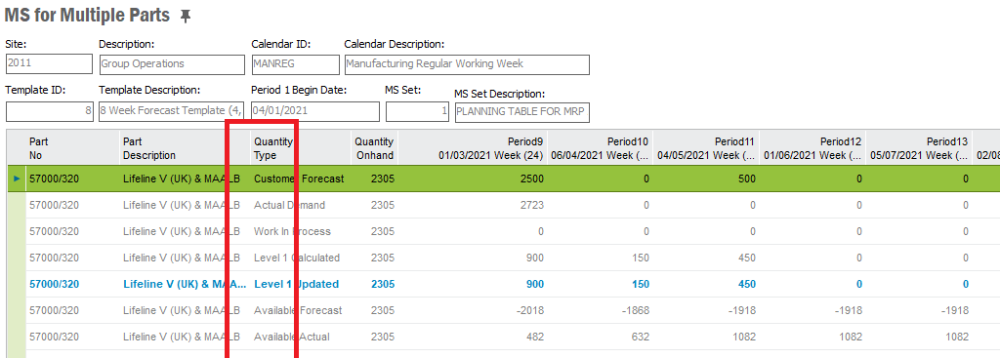 MS for Multiple Parts
Site: Description: Calendar ID: Calendar Description:
2011 Group Operations MANREG Manufacturing Regular Working Week
Template ID: Template Description: Period 1 Begin Date: MS Set: MS Set Description:
8 8 Week Forecast Template (4, 04/01/2021 1 PLANNING TABLE FOR MRP
Part Part Quantity Quantity Period9 Period10 Period11 Period12 Period13
No Description Type Onhand 01/03/2021 Week (24) 06/04/2021 Week (... 04/05/2021 Week (... 01/06/2021 Week (... 05/07/2021 Week (... 02/08
57000/320 Lifeline V (UK) & MAALB Customer Forecast 2305 2500 0 500 0 0
57000/320 Lifeline V (UK) & MAALB Actual Demand 2305 2723 0 0 0 0
57000/320 Lifeline V (UK) & MAALB Work In Process 2305 0 0 0 0 0
57000/320 Lifeline V (UK) & MAALB Level 1 Calculated 2305 900 150 450 0 0
57000/320 Lifeline V (UK) & MAA... Level 1 Updated 2305 900 150 450 0 0
57000/320 Lifeline V (UK) & MAALB Available Forecast 2305 -2018 -1868 -1918 -1918 -1918
57000/320 Lifeline V (UK) & MAALB Available Actual 2305 482 632 1082 1082 1082